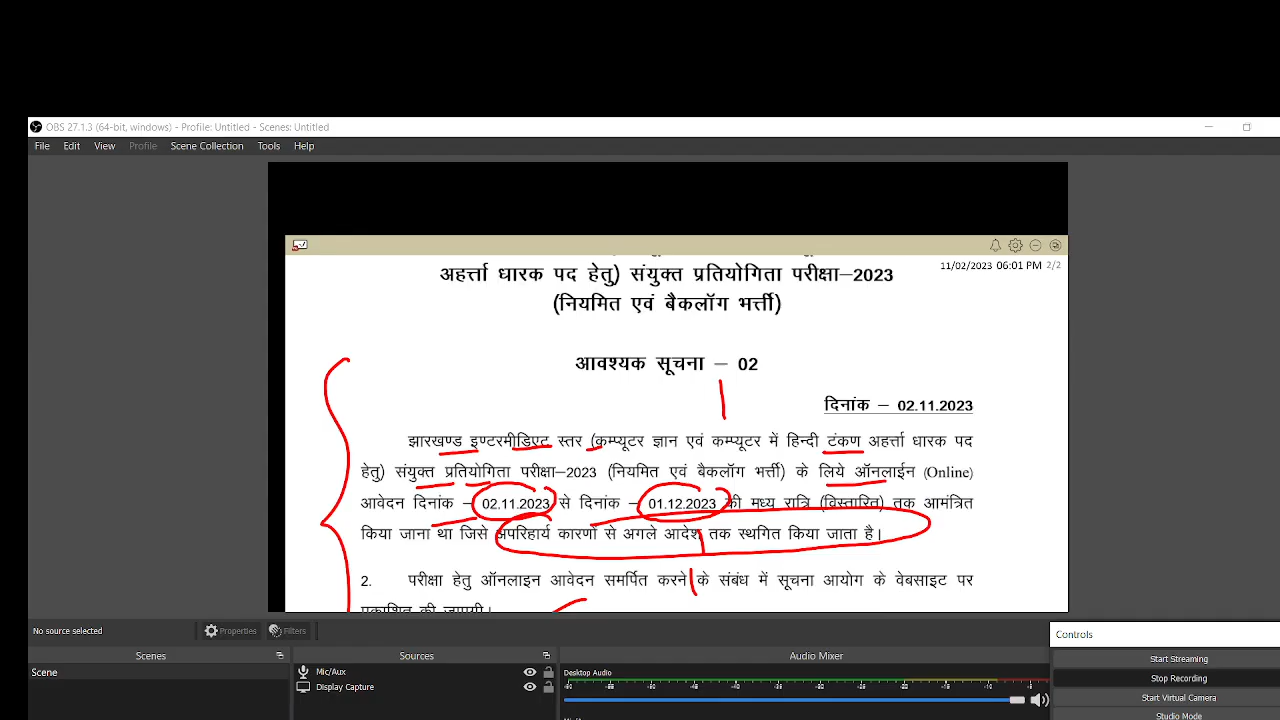 OBS 27.1.3 (64-bit, windows) - Profile: Untitled - Scenes: Untitled
File Edit View Profile Scene Collection Tools Help
11/02/2023 06:01 PM 2/2
अहर्त्ता धारक पद हेतु) संयुक्त प्रतियोगिता परीक्षा–2023
(नियमित एवं बैकलॉग भर्त्ती)
आवश्यक सूचना – 02
दिनांक – 02.11.2023
झारखण्ड इण्टरमीडिएट स्तर (कम्प्यूटर ज्ञान एवं कम्प्यूटर में हिन्दी टंकण अहर्त्ता धारक पद
हेतु) संयुक्त प्रतियोगिता परीक्षा–2023 (नियमित एवं बैकलॉग भर्त्ती) के लिये ऑनलाईन (Online)
आवेदन दिनांक – 02.11.2023 से दिनांक – 01.12.2023 की मध्य रात्रि (विस्तारित) तक आमंत्रित
किया जाना था जिसे अपरिहार्य कारणों से अगले आदेश तक स्थगित किया जाता है।
2. परीक्षा हेतु ऑनलाइन आवेदन समर्पित करने के संबंध में सूचना आयोग के वेबसाइट पर
प्रकाशित की जायगी।
No source selected Properties Filters
Controls
Scenes Sources Audio Mixer
Start Streaming
Scene Mic/Aux Desktop Audio
Stop Recording
Display Capture
Start Virtual Camera
Studio Mode